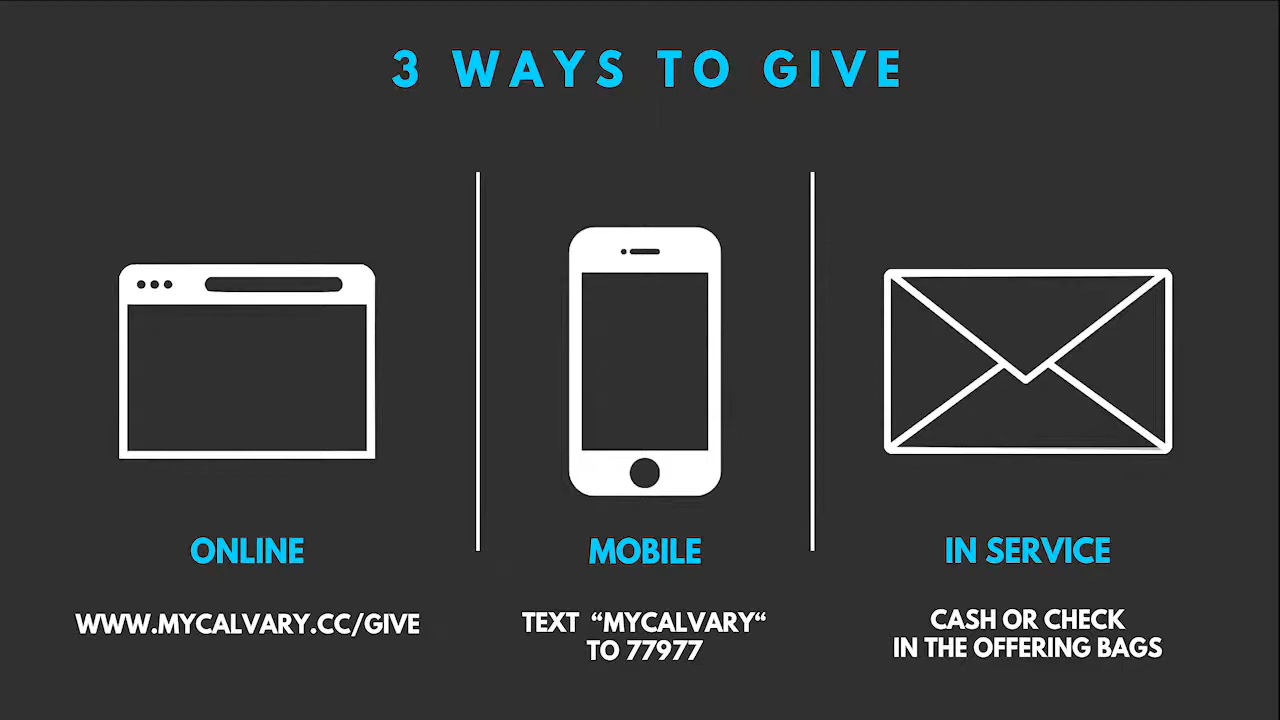 3 WAYS TO GIVE
ONLINE
WWW.MYCALVARY.CC/GIVE
MOBILE
TEXT “MYCALVARY“
TO 77977
IN SERVICE
CASH OR CHECK
IN THE OFFERING BAGS